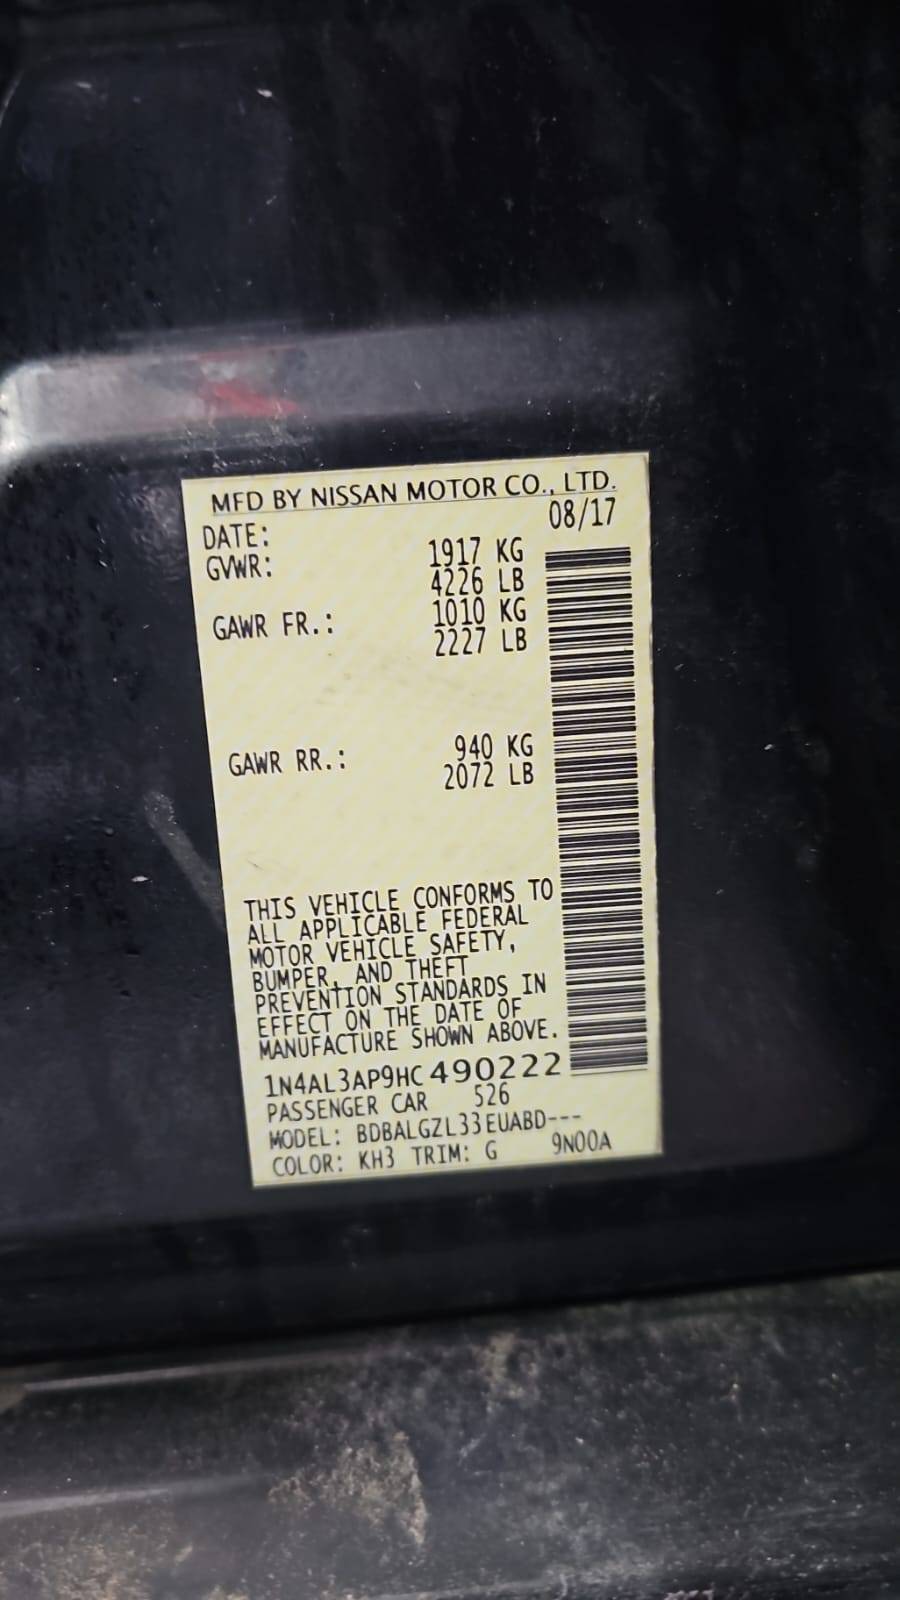 MFD BY NISSAN MOTOR CO., LTD.
DATE: 08/17
GVWR: 1917 KG
4226 LB
GAWR FR.: 1010 KG
2227 LB
GAWR RR.: 940 KG
2072 LB
THIS VEHICLE CONFORMS TO
ALL APPLICABLE FEDERAL
MOTOR VEHICLE SAFETY,
BUMPER, AND THEFT
PREVENTION STANDARDS IN
EFFECT ON THE DATE OF
MANUFACTURE SHOWN ABOVE.
1N4AL3AP9HC490222
PASSENGER CAR 526
MODEL: BDBALGZL33EUABD---
COLOR: KH3 TRIM: G 9N00A